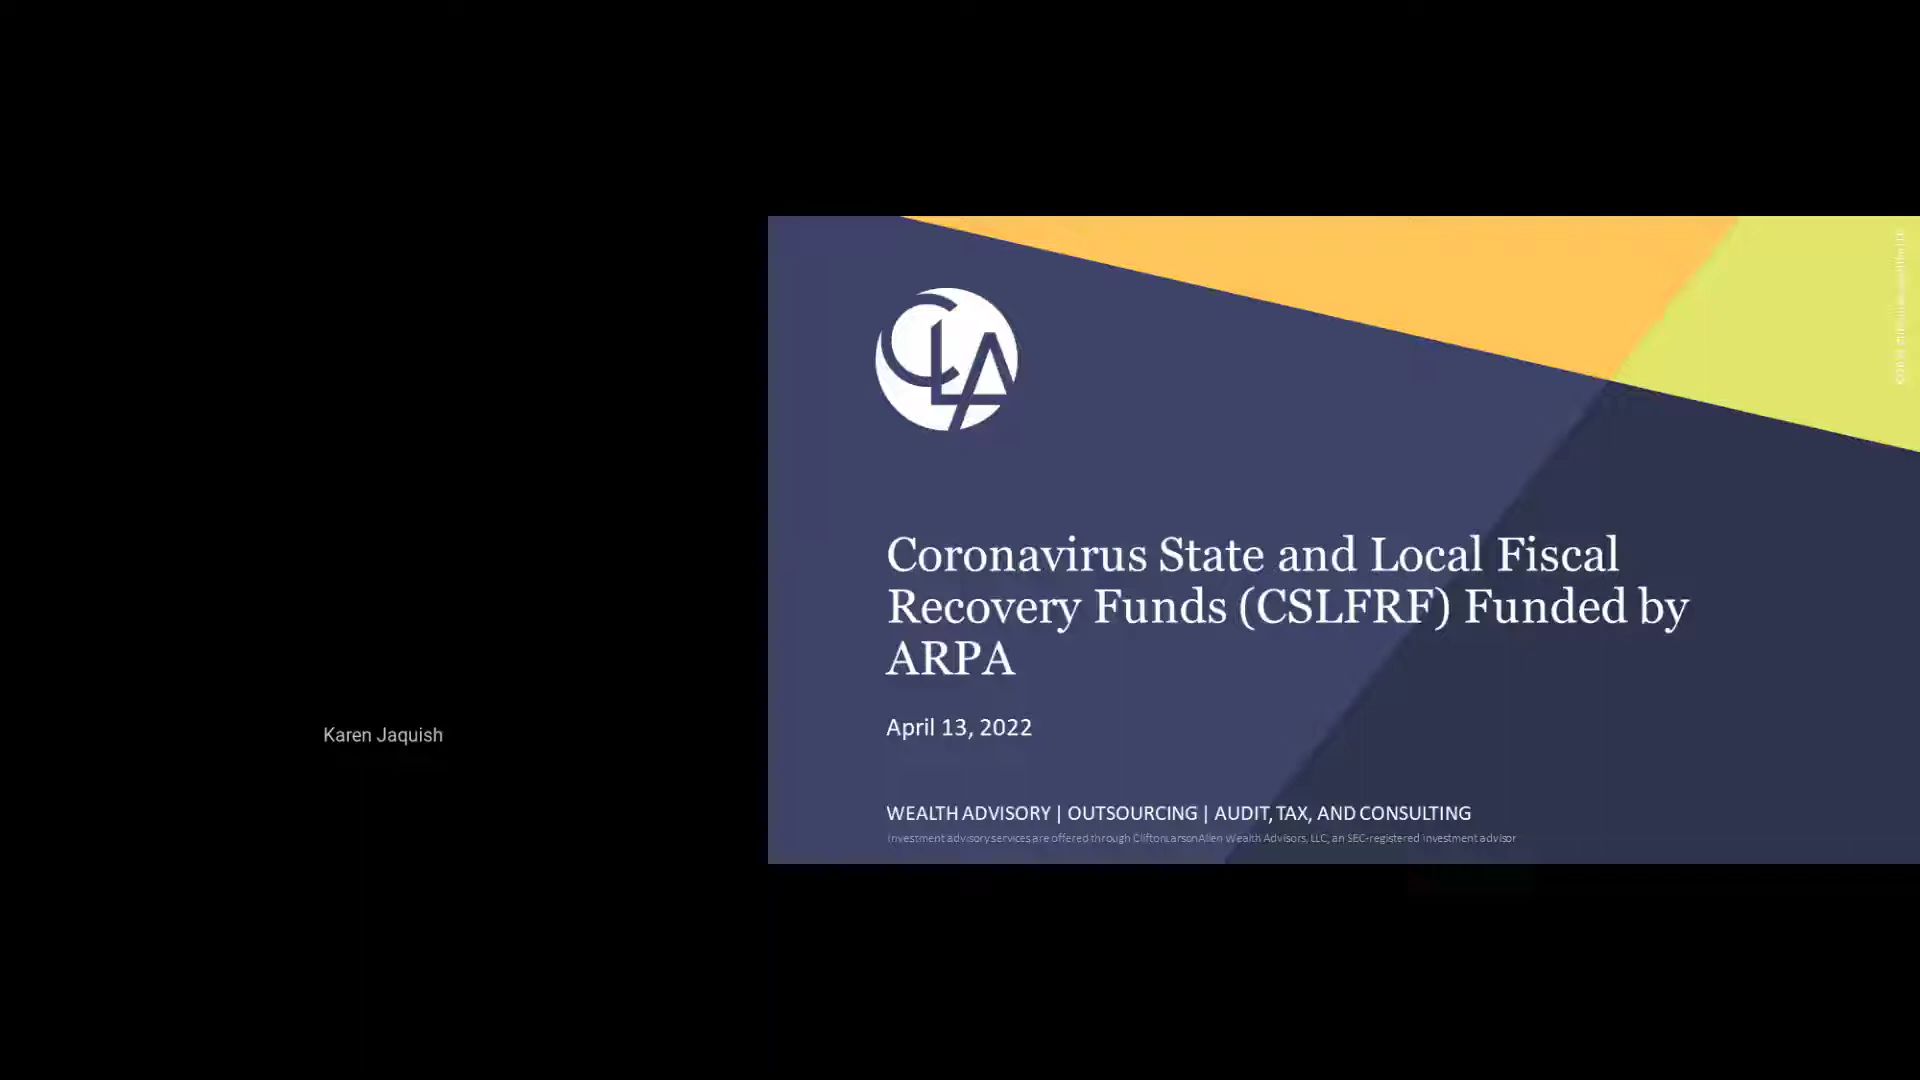 CLA
Coronavirus State and Local Fiscal
Recovery Funds (CSLFRF) Funded by
ARPA
April 13, 2022
Karen Jaquish
WEALTH ADVISORY | OUTSOURCING | AUDIT, TAX, AND CONSULTING
Investment advisory services are offered through CliftonLarsonAllen Wealth Advisors, LLC, an SEC-registered investment advisor